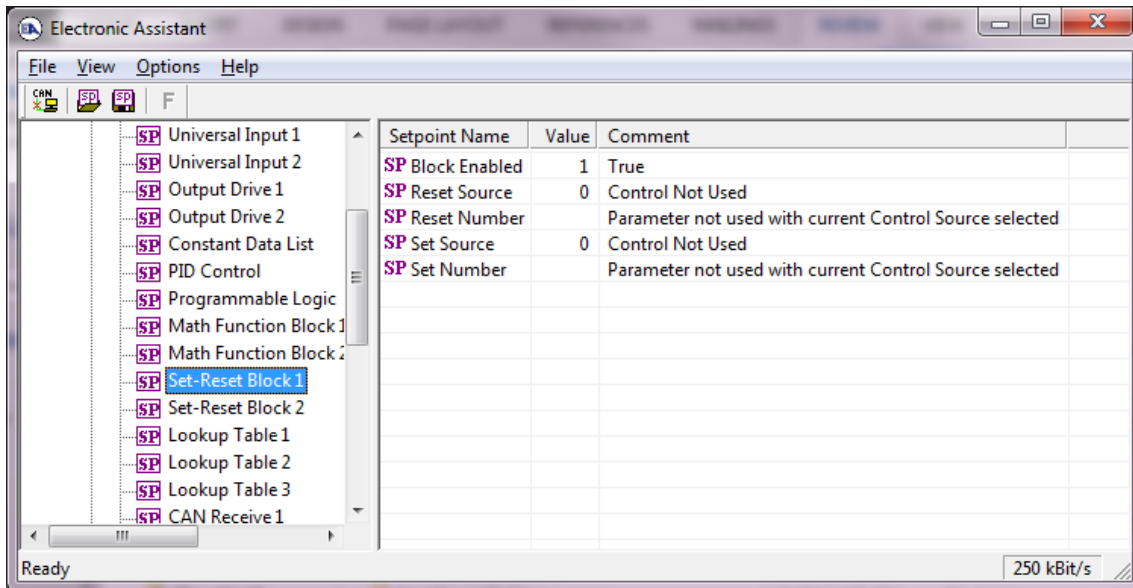 Electronic Assistant
File View Options Help
CAN SP SP F
SP Universal Input 1
SP Universal Input 2
SP Output Drive 1
SP Output Drive 2
SP Constant Data List
SP PID Control
SP Programmable Logic
SP Math Function Block 1
SP Math Function Block 2
SP Set-Reset Block 1
SP Set-Reset Block 2
SP Lookup Table 1
SP Lookup Table 2
SP Lookup Table 3
SP CAN Receive 1
Setpoint Name Value Comment
SP Block Enabled 1 True
SP Reset Source 0 Control Not Used
SP Reset Number Parameter not used with current Control Source selected
SP Set Source 0 Control Not Used
SP Set Number Parameter not used with current Control Source selected
Ready 250 kBit/s